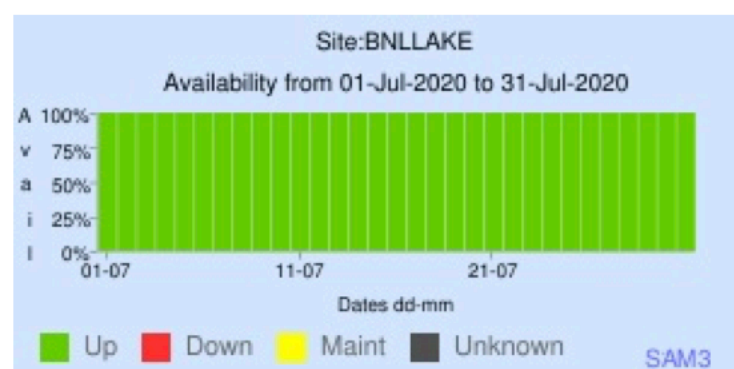 Site:BNLLAKE
Availability from 01-Jul-2020 to 31-Jul-2020
A 100%
v 75%
a 50%
i 25%
l 0%
01-07 11-07 21-07
Dates dd-mm
Up Down Maint Unknown
SAM3